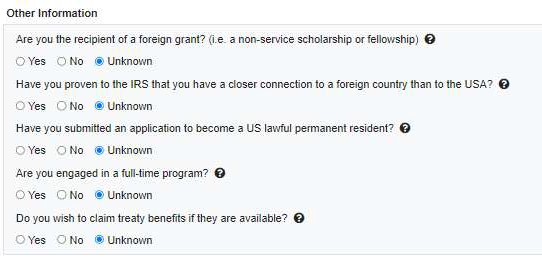 Other Information
Are you the recipient of a foreign grant? (i.e. a non-service scholarship or fellowship) ?
Yes No Unknown
Have you proven to the IRS that you have a closer connection to a foreign country than to the USA? ?
Yes No Unknown
Have you submitted an application to become a US lawful permanent resident? ?
Yes No Unknown
Are you engaged in a full-time program? ?
Yes No Unknown
Do you wish to claim treaty benefits if they are available? ?
Yes No Unknown